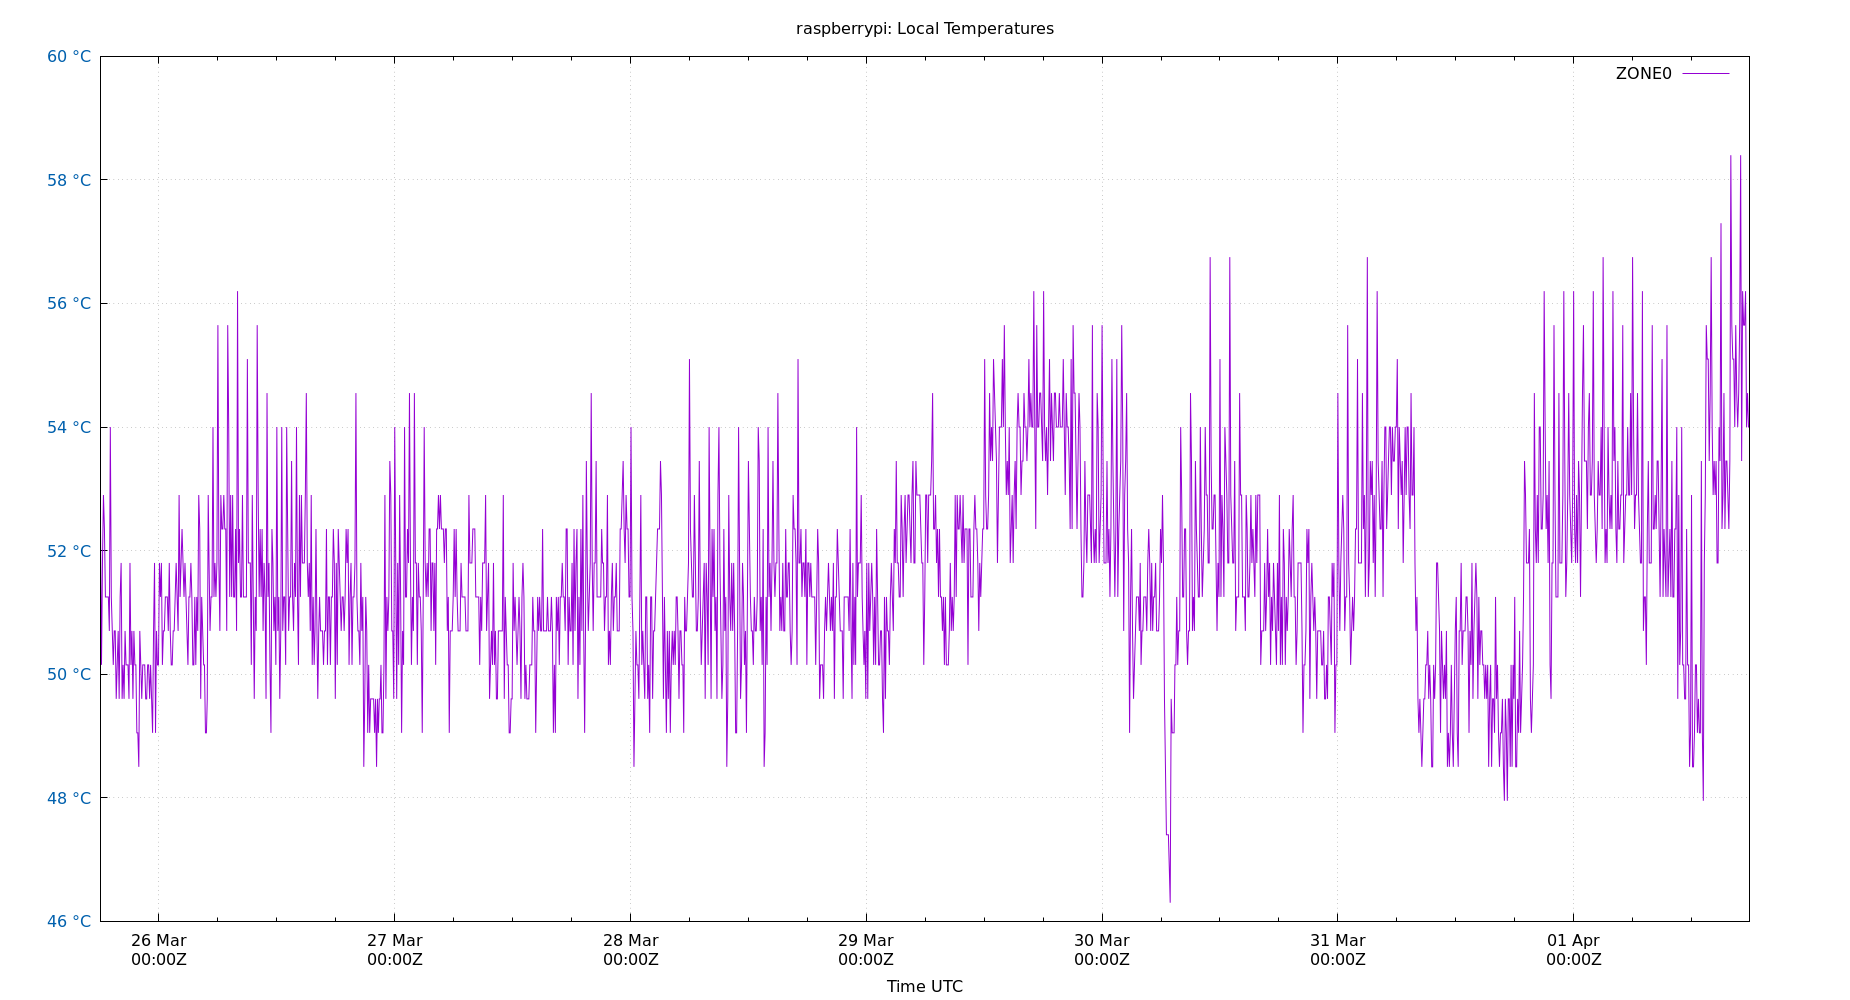 raspberrypi: Local Temperatures
ZONE0
60 °C
58 °C
56 °C
54 °C
52 °C
50 °C
48 °C
46 °C
26 Mar 27 Mar 28 Mar 29 Mar 30 Mar 31 Mar 01 Apr
00:00Z 00:00Z 00:00Z 00:00Z 00:00Z 00:00Z 00:00Z
Time UTC